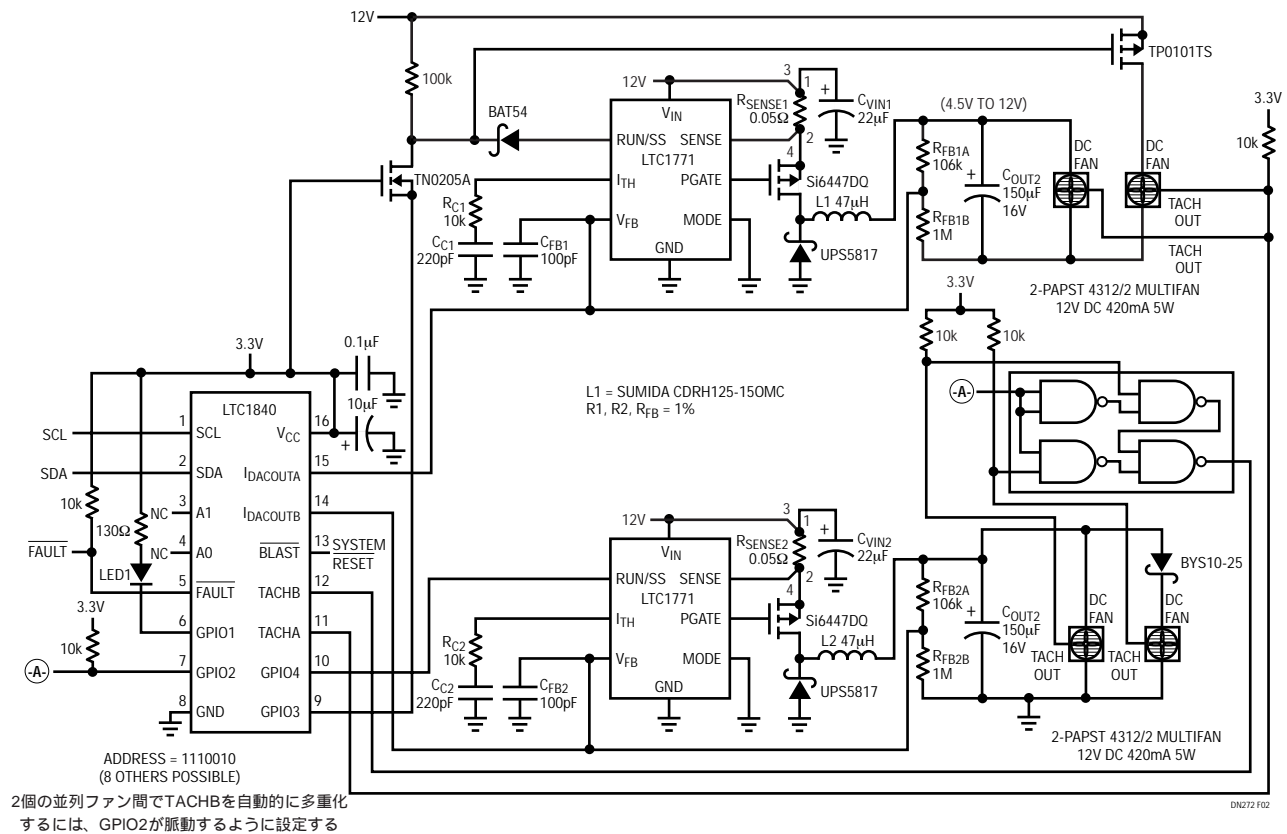 12V
TP0101TS
100k
BAT54
12V
3
1
RSENSE1
0.05Ω
2
4
+
CVIN1
22µF
(4.5V TO 12V)
3.3V
10k
VIN
RUN/SS
SENSE
LTC1771
ITH
PGATE
VFB
MODE
GND
TN0205A
RC1
10k
CC1
220pF
CFB1
100pF
Si6447DQ
L1 47µH
UPS5817
RFB1A
106k
RFB1B
1M
+
COUT2
150µF
16V
DC
FAN
DC
FAN
TACH
OUT
TACH
OUT
2-PAPST 4312/2 MULTIFAN
12V DC 420mA 5W
3.3V
10k
10k
-A-
L1 = SUMIDA CDRH125-150MC
R1, R2, RFB = 1%
3.3V
0.1µF
10µF
+
LTC1840
SCL
1
SCL
SDA
2
SDA
10k
NC
3
A1
130Ω
NC
4
A0
FAULT
LED1
5
FAULT
6
GPIO1
3.3V
10k
-A-
7
GPIO2
8
GND
16
VCC
15
IDACOUTA
14
IDACOUTB
13
BLAST
SYSTEM
RESET
12
TACHB
11
TACHA
10
GPIO4
9
GPIO3
12V
3
1
RSENSE2
0.05Ω
2
4
+
CVIN2
22µF
VIN
RUN/SS
SENSE
LTC1771
ITH
PGATE
VFB
MODE
GND
RC2
10k
CC2
220pF
CFB2
100pF
Si6447DQ
L2 47µH
UPS5817
RFB2A
106k
RFB2B
1M
+
COUT2
150µF
16V
BYS10-25
DC
FAN
DC
FAN
TACH
OUT
TACH
OUT
2-PAPST 4312/2 MULTIFAN
12V DC 420mA 5W
ADDRESS = 1110010
(8 OTHERS POSSIBLE)
2個の並列ファン間でTACHBを自動的に多重化
するには、GPIO2が脈動するように設定する
DN272 F02